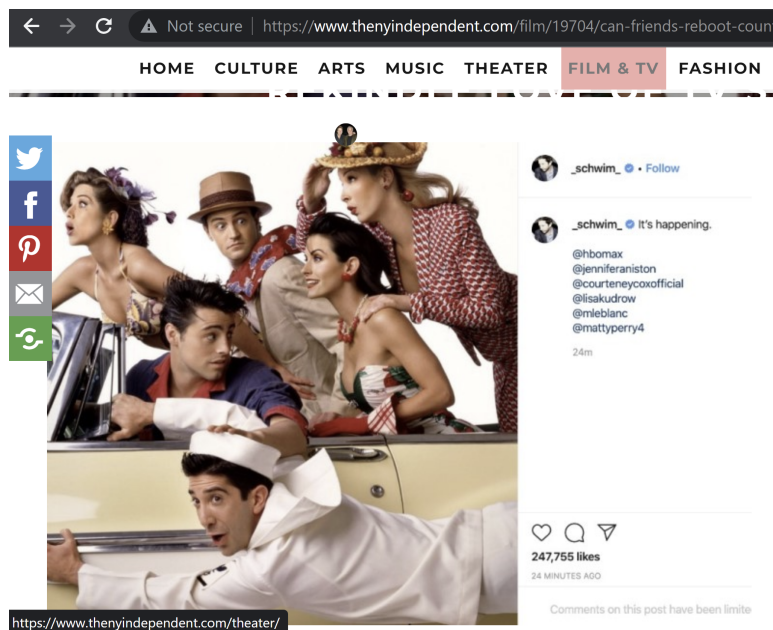 Not secure | https://www.thenyindependent.com/film/19704/can-friends-reboot-coun
HOME CULTURE ARTS MUSIC THEATER FILM & TV FASHION
_schwim_ • Follow
_schwim_ It's happening.
@hbomax
@jenniferaniston
@courteneycoxofficial
@lisakudrow
@mleblanc
@mattyperry4
24m
247,755 likes
24 MINUTES AGO
Comments on this post have been limite
https://www.thenyindependent.com/theater/